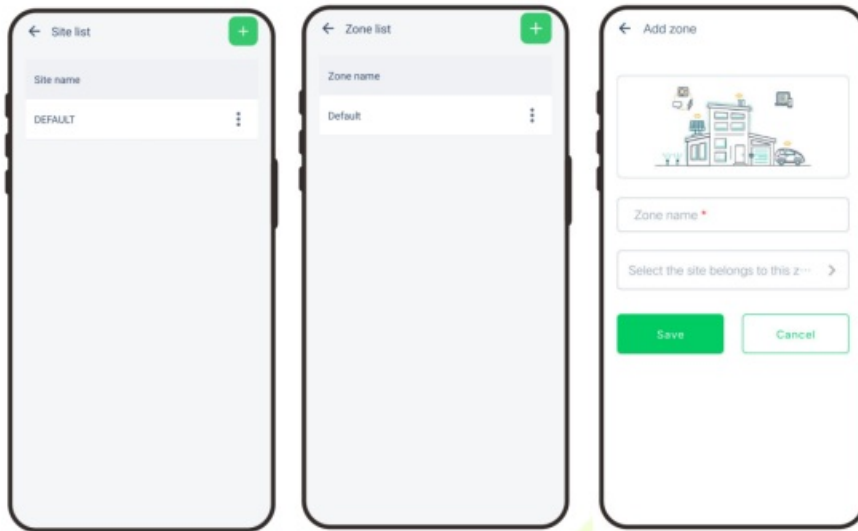 Site list
Site name
DEFAULT
Zone list
Zone name
Default
Add zone
Zone name *
Select the site belongs to this z···
Save
Cancel